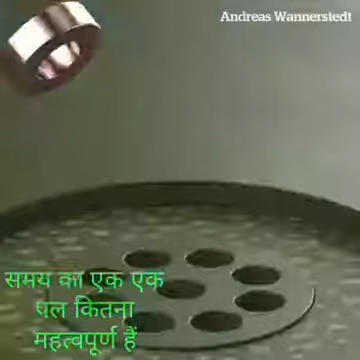 Andreas Wannerstedt
समय का एक एक
पल कितना
महत्वपूर्ण हैं